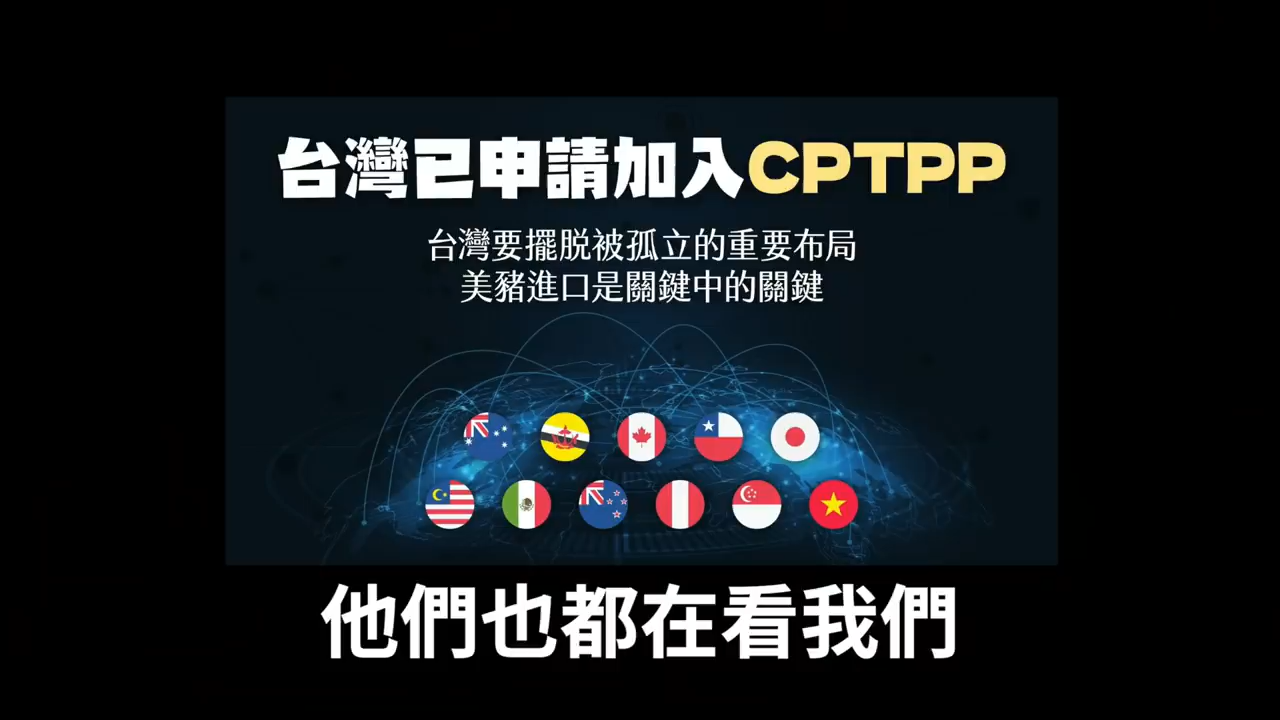 台灣已申請加入CPTPP
台灣要擺脫被孤立的重要布局
美豬進口是關鍵中的關鍵
他們也都在看我們